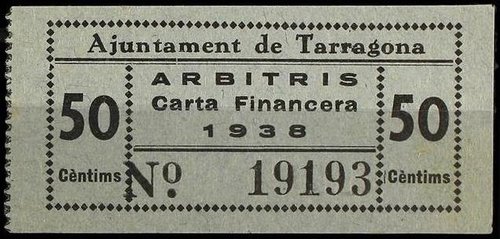 Ajuntament de Tarragona
ARBITRIS
Carta Financera
1938
50 Cèntims
50 Cèntims
Nº 19193